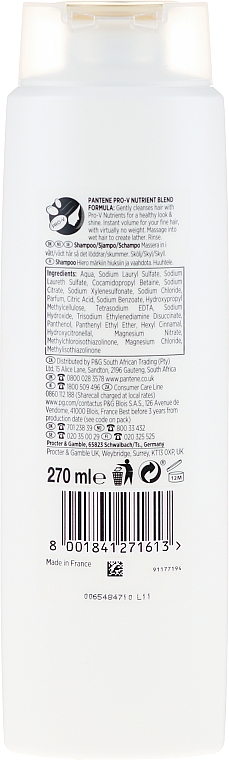 PRO-V
PANTENE PRO-V NUTRIENT BLEND
FORMULA: Gently cleanses hair with
Pro-V Nutrients for a healthy look &
shine. Instant volume for your fine hair,
with virtually no weight. Massage into
wet hair to create lather. Rinse.
Shampoo/Sjampo/Schampo: Massera in i
vått/vådt hår så det löddrar/skummer. Skölj/Skyl/Skyll.
Shampoo Hiero märkiin hiuksiin ja vaahdota. Huuhtele.
Ingredients: Aqua, Sodium Lauryl Sulfate, Sodium
Laureth Sulfate, Cocamidopropyl Betaine, Sodium
Citrate, Sodium Xylenesulfonate, Sodium Chloride,
Parfum, Citric Acid, Sodium Benzoate, Hydroxypropyl
Methylcellulose, Tetrasodium EDTA, Sodium
Hydroxide, Trisodium Ethylenediamine Disuccinate,
Panthenol, Panthenyl Ethyl Ether, Hexyl Cinnamal,
Hydroxycitronellal, Magnesium Nitrate,
Methylchloroisothiazolinone, Magnesium Chloride,
Methylisothiazolinone
Distributed by P&G South African Trading (Pty)
Ltd, 15 Alice Lane, Sandton, 2196 Gauteng, South Africa
0800 028 3578 www.pantene.co.uk
0800 9253 Consumer Care Line
0860 112 188 (Sharecall charged at local rates)
www.pg.com/contactus P&G Blois S.A.S., 126 Avenue de
Vendome, 41000 Blois, France Best before 3 years from
production date (see code on pack).
701 238 39 800 33 432
020 35 00 29 020 325 525
Procter & Gamble, 65823 Schwalbach/Ts., Germany
Procter & Gamble UK, Weybridge, Surrey, KT13 0XP, UK
270 ml e
12M
8 001841 271613 >
Made in France
91177194
0065484710 L11